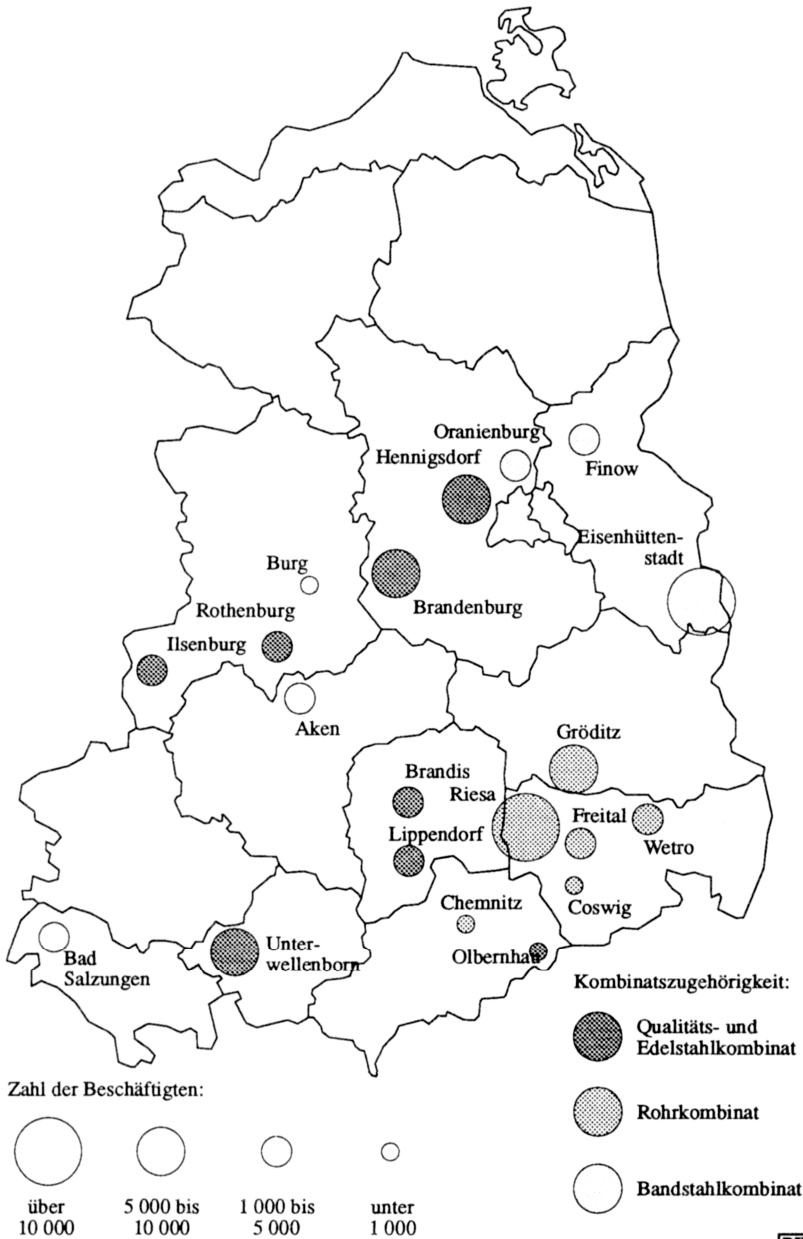 Oranienburg
Hennigsdorf
Finow
Eisenhütten-
stadt
Burg
Brandenburg
Rothenburg
Ilsenburg
Aken
Gröditz
Brandis
Riesa
Freital
Lippendorf
Wetro
Coswig
Chemnitz
Olbernhau
Unter-
wellenborn
Bad
Salzungen
Kombinatszugehörigkeit:
Qualitäts- und
Edelstahlkombinat
Rohrkombinat
Bandstahlkombinat
Zahl der Beschäftigten:
über
10 000
5 000 bis
10 000
1 000 bis
5 000
unter
1 000